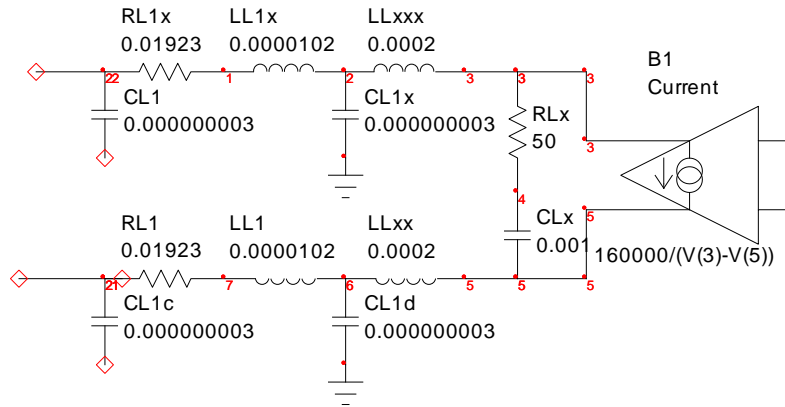 RL1x
0.01923
LL1x
0.0000102
LLxxx
0.0002
B1
Current
22
1
2
3
3
3
CL1
0.000000003
CL1x
0.000000003
RLx
50
3
4
RL1
0.01923
LL1
0.0000102
LLxx
0.0002
CLx
0.001
5
160000/(V(3)-V(5))
21
7
6
5
5
5
CL1c
0.000000003
CL1d
0.000000003